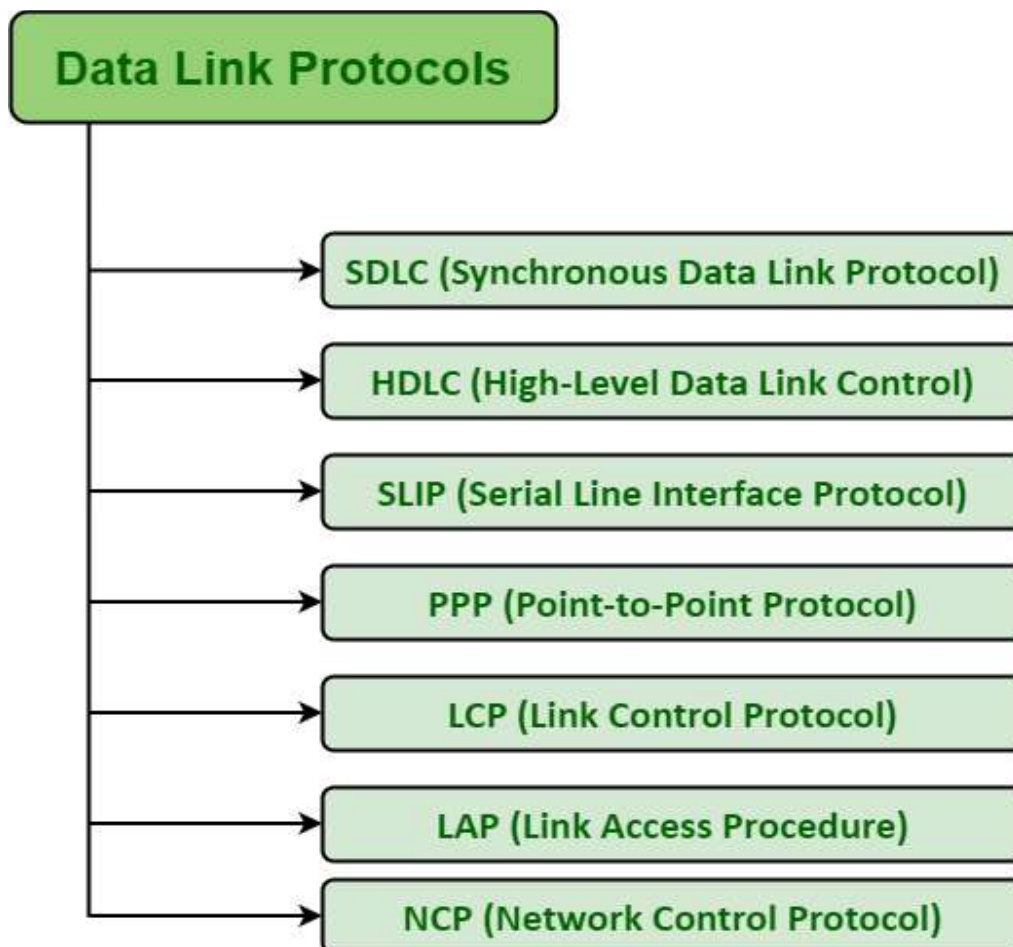 Data Link Protocols
SDLC (Synchronous Data Link Protocol)
HDLC (High-Level Data Link Control)
SLIP (Serial Line Interface Protocol)
PPP (Point-to-Point Protocol)
LCP (Link Control Protocol)
LAP (Link Access Procedure)
NCP (Network Control Protocol)